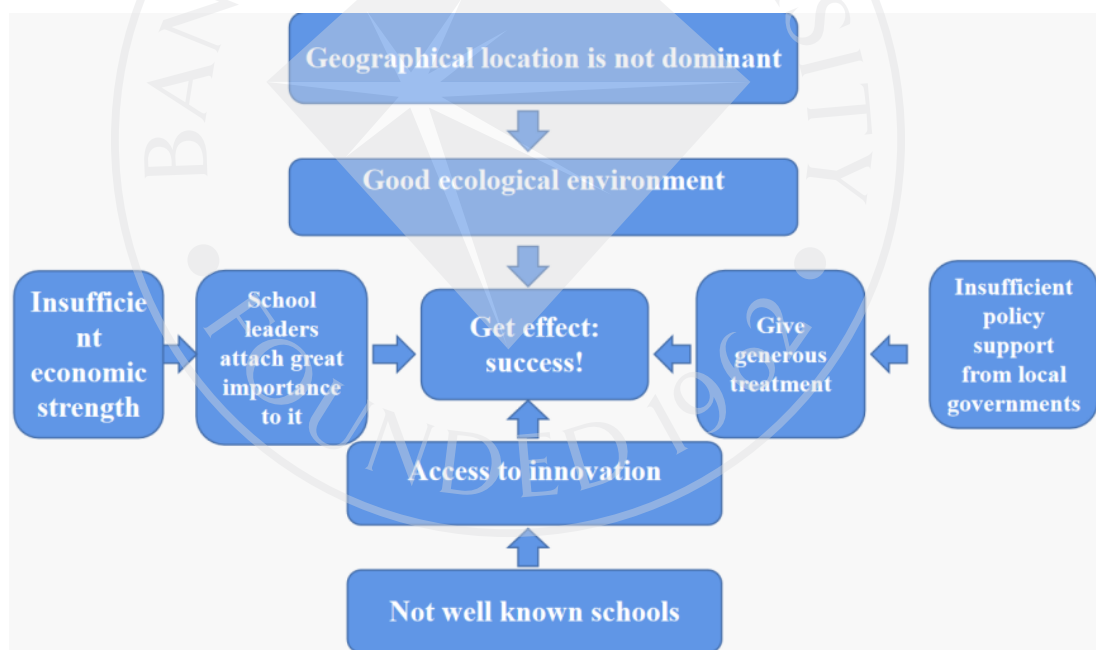 Geographical location is not dominant
Good ecological environment
Insufficie
nt
economic
strength
School
leaders
attach great
importance
to it
Get effect:
success!
Give
generous
treatment
Insufficient
policy
support
from local
governments
Access to innovation
Not well known schools
FOUNDED 1962